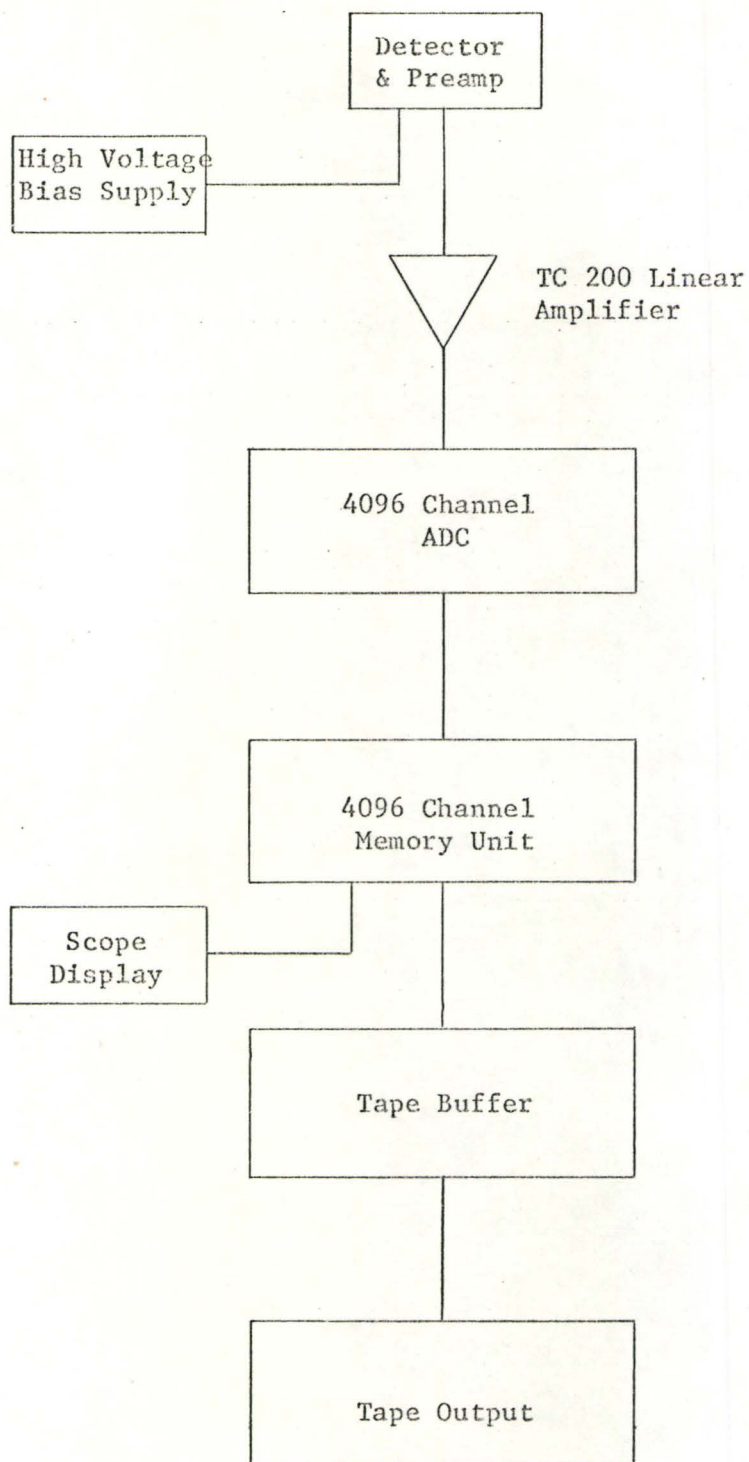 Detector
& Preamp
High Voltage
Bias Supply
TC 200 Linear
Amplifier
4096 Channel
ADC
4096 Channel
Memory Unit
Scope
Display
Tape Buffer
Tape Output